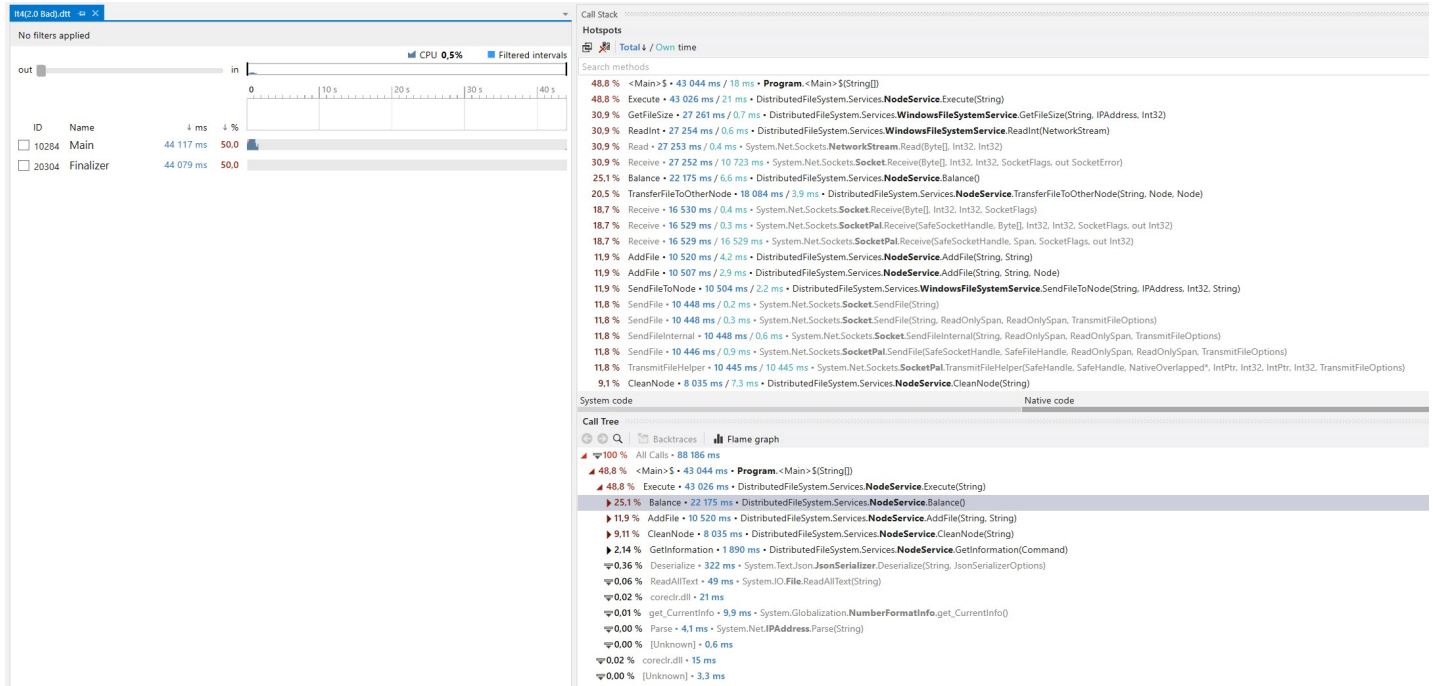 It4(2.0 Bad).dtt
No filters applied
CPU 0,5% Filtered intervals
out in
0 10 s 20 s 30 s 40 s
ID Name ↓ ms ↓ %
10284 Main 44 117 ms 50,0
20304 Finalizer 44 079 ms 50,0
Call Stack
Hotspots
Total↓ / Own time
Search methods
48,8 % <Main>$ • 43 044 ms / 18 ms • Program.<Main>$(String[])
48,8 % Execute • 43 026 ms / 21 ms • DistributedFileSystem.Services.NodeService.Execute(String)
30,9 % GetFileSize • 27 261 ms / 0,7 ms • DistributedFileSystem.Services.WindowsFileSystemService.GetFileSize(String, IPAddress, Int32)
30,9 % ReadInt • 27 254 ms / 0,6 ms • DistributedFileSystem.Services.WindowsFileSystemService.ReadInt(NetworkStream)
30,9 % Read • 27 253 ms / 0,4 ms • System.Net.Sockets.NetworkStream.Read(Byte[], Int32, Int32)
30,9 % Receive • 27 252 ms / 10 723 ms • System.Net.Sockets.Socket.Receive(Byte[], Int32, Int32, SocketFlags, out SocketError)
25,1 % Balance • 22 175 ms / 6,6 ms • DistributedFileSystem.Services.NodeService.Balance()
20,5 % TransferFileToOtherNode • 18 084 ms / 3,9 ms • DistributedFileSystem.Services.NodeService.TransferFileToOtherNode(String, Node, Node)
18,7 % Receive • 16 530 ms / 0,4 ms • System.Net.Sockets.Socket.Receive(Byte[], Int32, Int32, SocketFlags)
18,7 % Receive • 16 529 ms / 0,3 ms • System.Net.Sockets.SocketPal.Receive(SafeSocketHandle, Byte[], Int32, Int32, SocketFlags, out Int32)
18,7 % Receive • 16 529 ms / 16 529 ms • System.Net.Sockets.SocketPal.Receive(SafeSocketHandle, Span, SocketFlags, out Int32)
11,9 % AddFile • 10 520 ms / 4,2 ms • DistributedFileSystem.Services.NodeService.AddFile(String, String)
11,9 % AddFile • 10 507 ms / 2,9 ms • DistributedFileSystem.Services.NodeService.AddFile(String, String, Node)
11,9 % SendFileToNode • 10 504 ms / 2,2 ms • DistributedFileSystem.Services.WindowsFileSystemService.SendFileToNode(String, IPAddress, Int32, String)
11,8 % SendFile • 10 448 ms / 0,2 ms • System.Net.Sockets.Socket.SendFile(String)
11,8 % SendFile • 10 448 ms / 0,3 ms • System.Net.Sockets.Socket.SendFile(String, ReadOnlySpan, ReadOnlySpan, TransmitFileOptions)
11,8 % SendFileInternal • 10 448 ms / 0,6 ms • System.Net.Sockets.Socket.SendFileInternal(String, ReadOnlySpan, ReadOnlySpan, TransmitFileOptions)
11,8 % SendFile • 10 446 ms / 0,9 ms • System.Net.Sockets.SocketPal.SendFile(SafeSocketHandle, SafeFileHandle, ReadOnlySpan, ReadOnlySpan, TransmitFileOptions)
11,8 % TransmitFileHelper • 10 445 ms / 10 445 ms • System.Net.Sockets.SocketPal.TransmitFileHelper(SafeHandle, SafeHandle, NativeOverlapped*, IntPtr, Int32, IntPtr, Int32, TransmitFileOptions)
9,1 % CleanNode • 8 035 ms / 7,3 ms • DistributedFileSystem.Services.NodeService.CleanNode(String)
System code Native code
Call Tree
Backtraces Flame graph
100 % All Calls • 88 186 ms
48,8 % <Main>$ • 43 044 ms • Program.<Main>$(String[])
48,8 % Execute • 43 026 ms • DistributedFileSystem.Services.NodeService.Execute(String)
25,1 % Balance • 22 175 ms • DistributedFileSystem.Services.NodeService.Balance()
11,9 % AddFile • 10 520 ms • DistributedFileSystem.Services.NodeService.AddFile(String, String)
9,11 % CleanNode • 8 035 ms • DistributedFileSystem.Services.NodeService.CleanNode(String)
2,14 % GetInformation • 1 890 ms • DistributedFileSystem.Services.NodeService.GetInformation(Command)
0,36 % Deserialize • 322 ms • System.Text.Json.JsonSerializer.Deserialize(String, JsonSerializerOptions)
0,06 % ReadAllText • 49 ms • System.IO.File.ReadAllText(String)
0,02 % coreclr.dll • 21 ms
0,01 % get_CurrentInfo • 9,9 ms • System.Globalization.NumberFormatInfo.get_CurrentInfo()
0,00 % Parse • 4,1 ms • System.Net.IPAddress.Parse(String)
0,00 % [Unknown] • 0,6 ms
0,02 % coreclr.dll • 15 ms
0,00 % [Unknown] • 3,3 ms